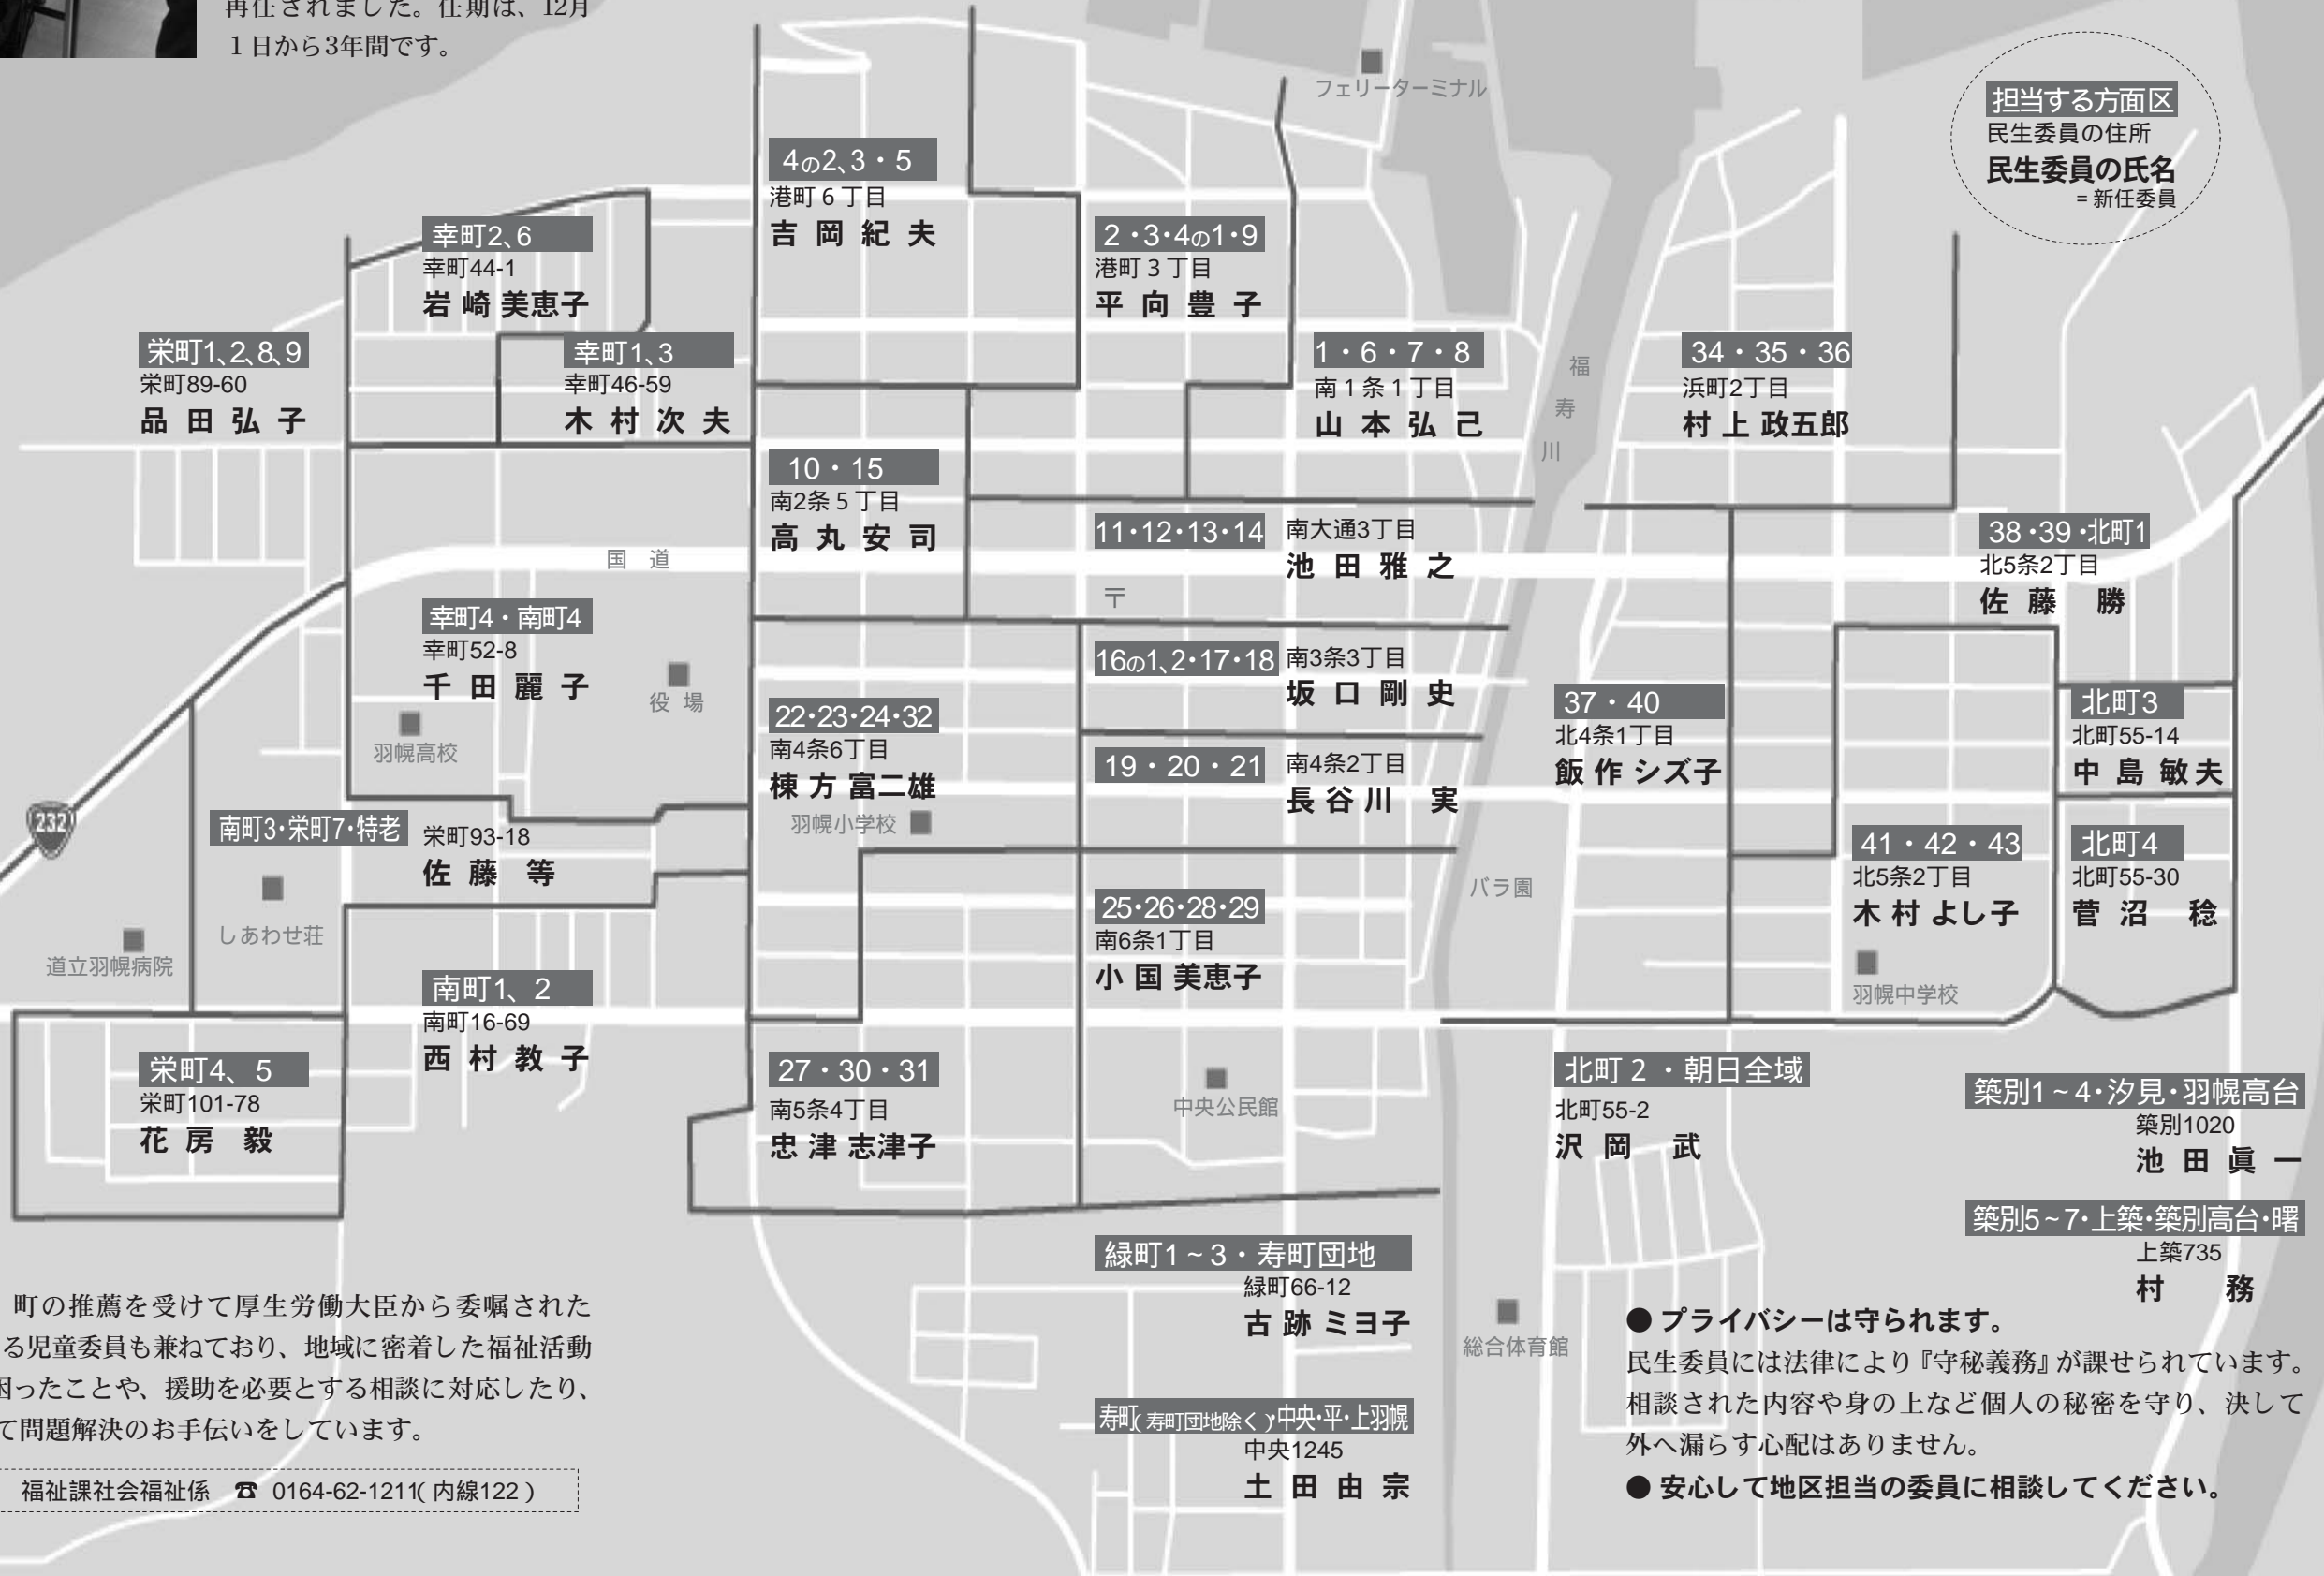 再任されました。任期は、12月
1日から3年間です。
フェリーターミナル
担当する方面区
民生委員の住所
民生委員の氏名
= 新任委員
4の2、3・5
港町6丁目
吉岡紀夫
幸町2、6
幸町44-1
岩崎美恵子
2・3・4の1・9
港町3丁目
平向豊子
栄町1、2、8、9
栄町89-60
品田弘子
幸町1、3
幸町46-59
木村次夫
1・6・7・8
南1条1丁目
山本弘己
福寿川
34・35・36
浜町2丁目
村上政五郎
10・15
南2条5丁目
高丸安司
国道
11・12・13・14
南大通3丁目
池田雅之
〒
38・39・北町1
北5条2丁目
佐藤 勝
幸町4・南町4
幸町52-8
千田麗子
役場
羽幌高校
16の1、2・17・18
南3条3丁目
坂口剛史
22・23・24・32
南4条6丁目
棟方富二雄
羽幌小学校
19・20・21
南4条2丁目
長谷川 実
37・40
北4条1丁目
飯作シズ子
北町3
北町55-14
中島敏夫
232
南町3・栄町7・特老
栄町93-18
佐藤 等
しあわせ荘
道立羽幌病院
25・26・28・29
南6条1丁目
小国美恵子
バラ園
41・42・43
北5条2丁目
木村よし子
羽幌中学校
北町4
北町55-30
菅沼 稔
南町1、2
南町16-69
西村教子
栄町4、5
栄町101-78
花房 毅
27・30・31
南5条4丁目
忠津志津子
中央公民館
北町2・朝日全域
北町55-2
沢岡 武
築別1~4・汐見・羽幌高台
築別1020
池田眞一
築別5~7・上築・築別高台・曙
上築735
村 務
緑町1~3・寿町団地
緑町66-12
古跡ミヨ子
総合体育館
寿町(寿町団地除く)・中央・平・上羽幌
中央1245
土田由宗
町の推薦を受けて厚生労働大臣から委嘱された
る児童委員も兼ねており、地域に密着した福祉活動
困ったことや、援助を必要とする相談に対応したり、
て問題解決のお手伝いをしています。
福祉課社会福祉係 ☎ 0164-62-1211(内線122)
● プライバシーは守られます。
民生委員には法律により『守秘義務』が課せられています。
相談された内容や身の上など個人の秘密を守り、決して
外へ漏らす心配はありません。
● 安心して地区担当の委員に相談してください。